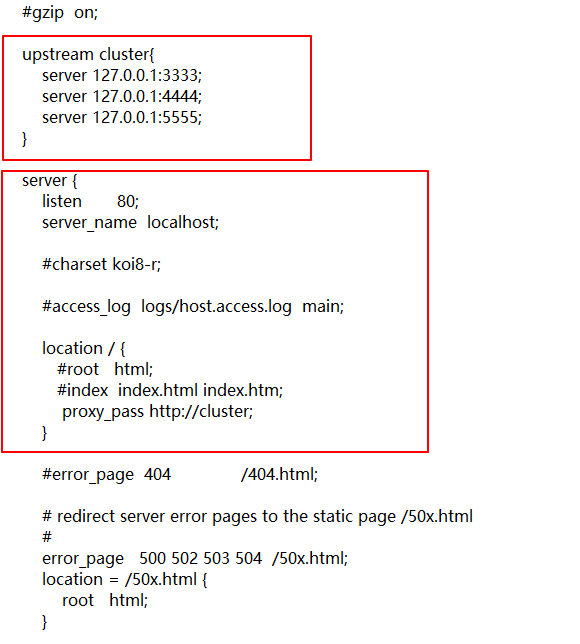 #gzip  on;
upstream cluster{
server 127.0.0.1:3333;
server 127.0.0.1:4444;
server 127.0.0.1:5555;
}
server {
listen       80;
server_name  localhost;
#charset koi8-r;
#access_log  logs/host.access.log  main;
location / {
#root   html;
#index  index.html index.htm;
proxy_pass http://cluster;
}
#error_page  404              /404.html;
# redirect server error pages to the static page /50x.html
#
error_page   500 502 503 504  /50x.html;
location = /50x.html {
root   html;
}